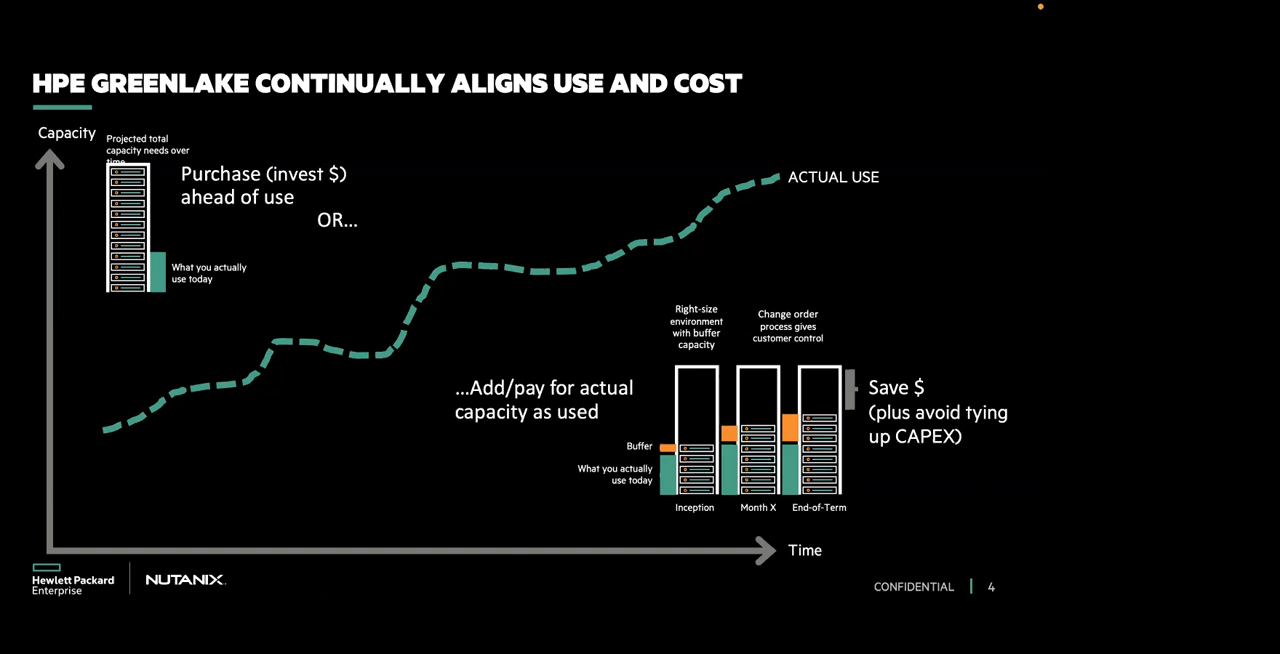 HPE GREENLAKE CONTINUALLY ALIGNS USE AND COST
Capacity
Projected total
capacity needs over
time
Purchase (invest $)
ahead of use
OR...
What you actually
use today
ACTUAL USE
Right-size
environment
with buffer
capacity
Change order
process gives
customer control
...Add/pay for actual
capacity as used
Save $
(plus avoid tying
up CAPEX)
Buffer
What you actually
use today
Inception
Month X
End-of-Term
Time
Hewlett Packard
Enterprise
NUTANIX.
CONFIDENTIAL
4